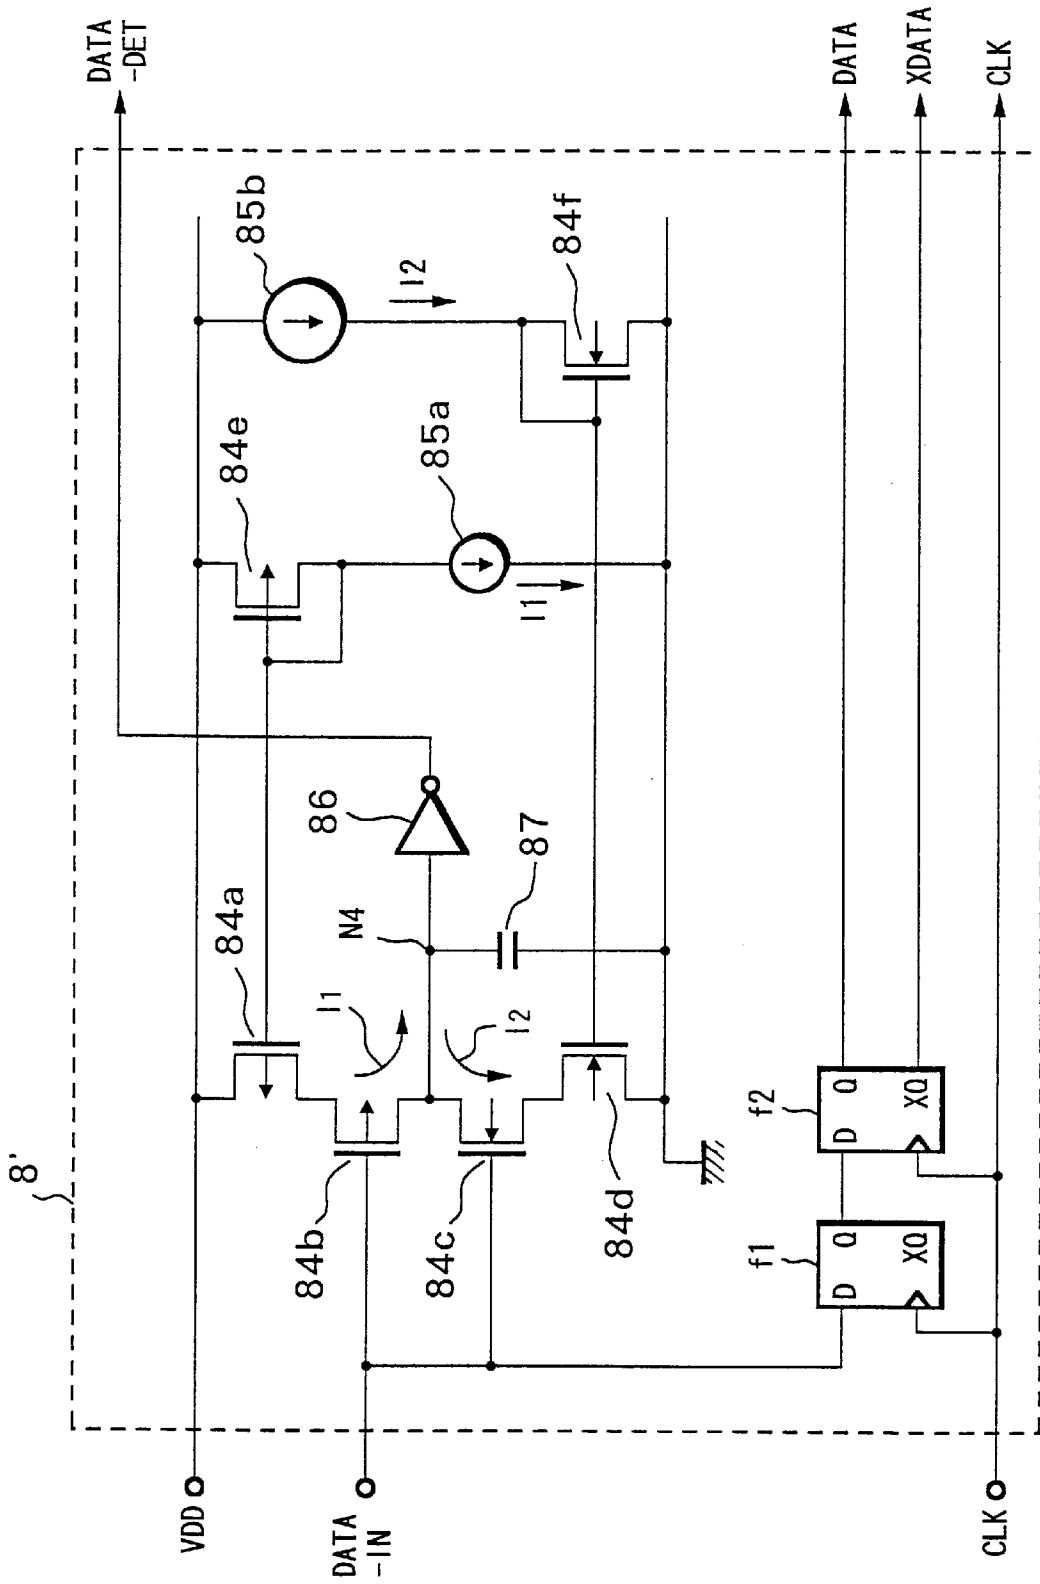 8'
VDD
DATA
-IN
CLK
DATA
-DET
DATA
XDATA
CLK
84a
84b
84c
84d
I1
I2
N4
86
87
84e
85a
I1
85b
I2
84f
f1
D Q
XQ
f2
D Q
XQ